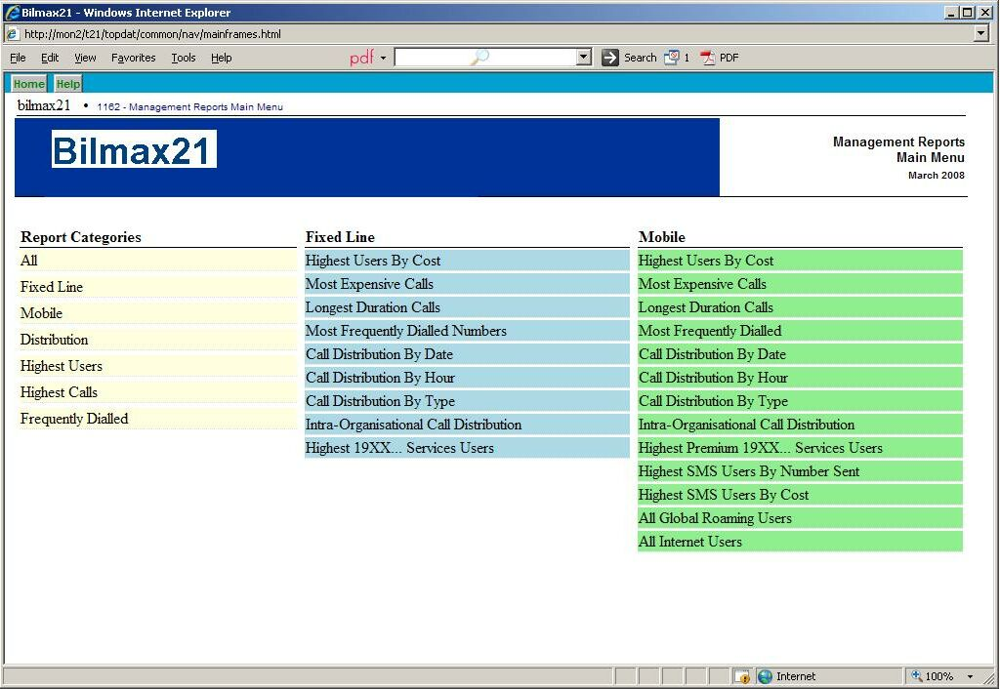 Bilmax21 - Windows Internet Explorer
http://mon2/t21/topdat/common/nav/mainframes.html
File Edit View Favorites Tools Help pdf Search 1 PDF
Home Help
bilmax21 • 1162 - Management Reports Main Menu
Bilmax21
Management Reports
Main Menu
March 2008
Report Categories
All
Fixed Line
Mobile
Distribution
Highest Users
Highest Calls
Frequently Dialled
Fixed Line
Highest Users By Cost
Most Expensive Calls
Longest Duration Calls
Most Frequently Dialled Numbers
Call Distribution By Date
Call Distribution By Hour
Call Distribution By Type
Intra-Organisational Call Distribution
Highest 19XX... Services Users
Mobile
Highest Users By Cost
Most Expensive Calls
Longest Duration Calls
Most Frequently Dialled
Call Distribution By Date
Call Distribution By Hour
Call Distribution By Type
Intra-Organisational Call Distribution
Highest Premium 19XX... Services Users
Highest SMS Users By Number Sent
Highest SMS Users By Cost
All Global Roaming Users
All Internet Users
Internet 100%